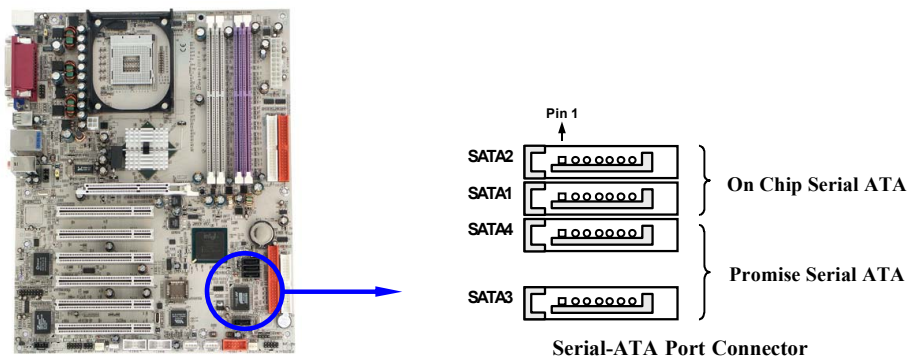 Pin 1
SATA2
SATA1
On Chip Serial ATA
SATA4
SATA3
Promise Serial ATA
Serial-ATA Port Connector